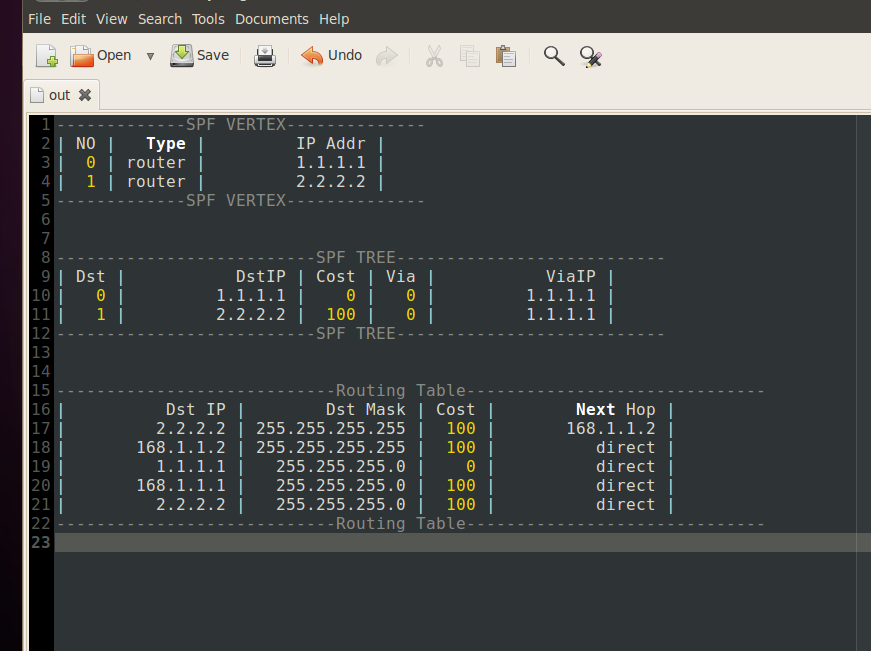 File Edit View Search Tools Documents Help
Open Save Undo
out
1 -------------SPF VERTEX--------------
2 | NO |   Type |         IP Addr |
3 |  0 | router |         1.1.1.1 |
4 |  1 | router |         2.2.2.2 |
5 -------------SPF VERTEX--------------
6
7
8 --------------------------SPF TREE---------------------------
9 | Dst |           DstIP | Cost | Via |           ViaIP |
10 |   0 |         1.1.1.1 |    0 |   0 |         1.1.1.1 |
11 |   1 |         2.2.2.2 |  100 |   0 |         1.1.1.1 |
12 --------------------------SPF TREE---------------------------
13
14
15 ----------------------------Routing Table------------------------------
16 |          Dst IP |        Dst Mask | Cost |        Next Hop |
17 |         2.2.2.2 | 255.255.255.255 |  100 |       168.1.1.2 |
18 |       168.1.1.2 | 255.255.255.255 |  100 |          direct |
19 |         1.1.1.1 |   255.255.255.0 |    0 |          direct |
20 |       168.1.1.1 |   255.255.255.0 |  100 |          direct |
21 |         2.2.2.2 |   255.255.255.0 |  100 |          direct |
22 ----------------------------Routing Table------------------------------
23